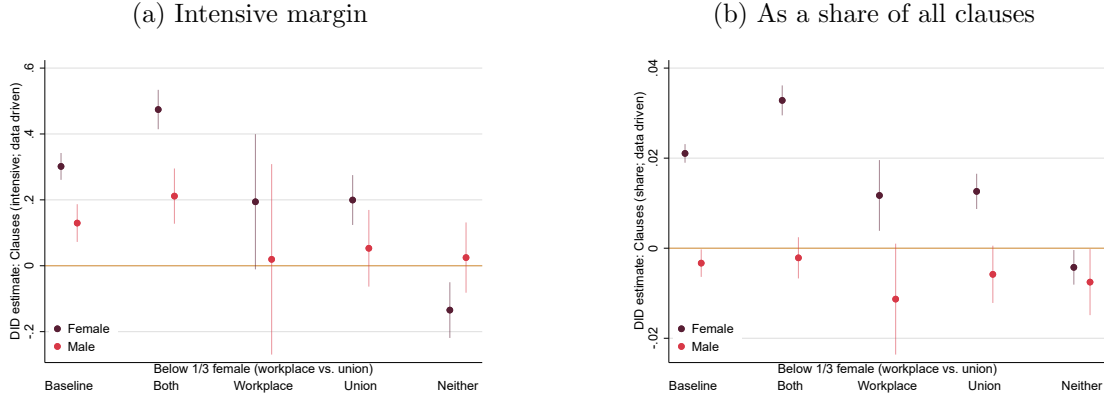 (a) Intensive margin
DID estimate: Clauses (intensive; data driven)
.6
.4
.2
0
-.2
Female
Male
Below 1/3 female (workplace vs. union)
Baseline Both Workplace Union Neither
(b) As a share of all clauses
DID estimate: Clauses (share; data driven)
.04
.02
0
-.02
Female
Male
Below 1/3 female (workplace vs. union)
Baseline Both Workplace Union Neither